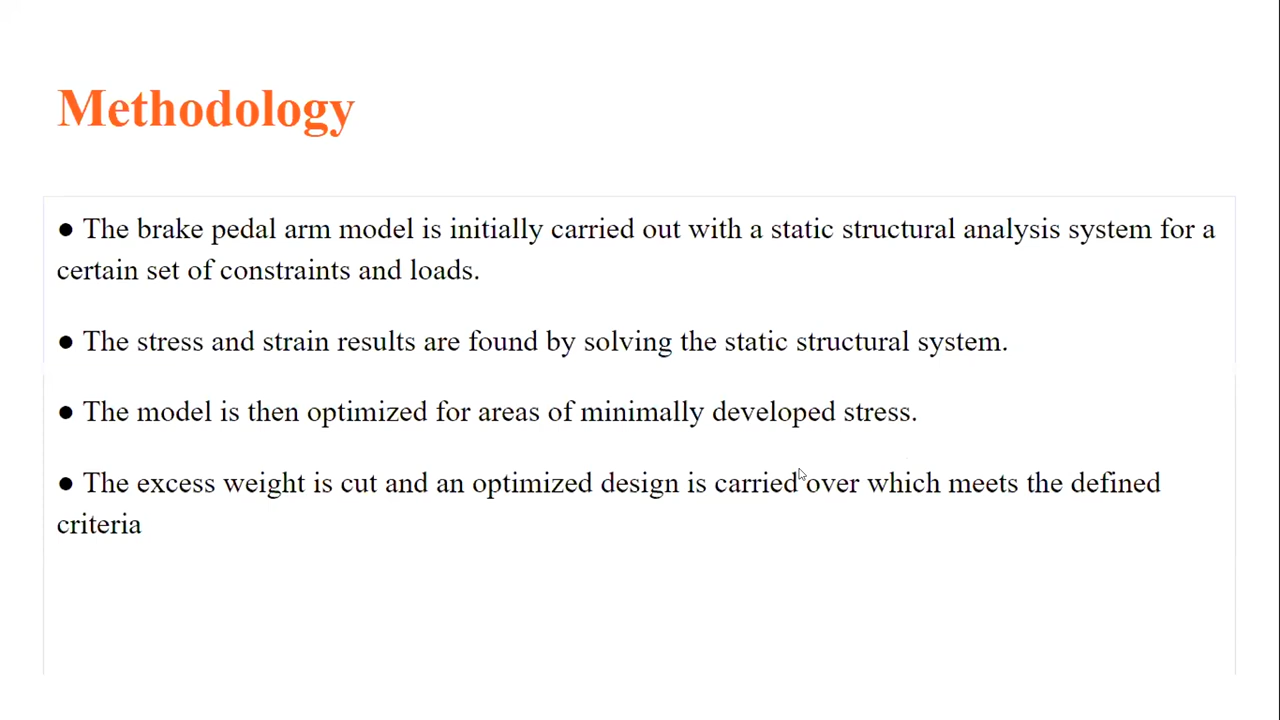 Methodology
● The brake pedal arm model is initially carried out with a static structural analysis system for a
certain set of constraints and loads.
● The stress and strain results are found by solving the static structural system.
● The model is then optimized for areas of minimally developed stress.
● The excess weight is cut and an optimized design is carried over which meets the defined
criteria